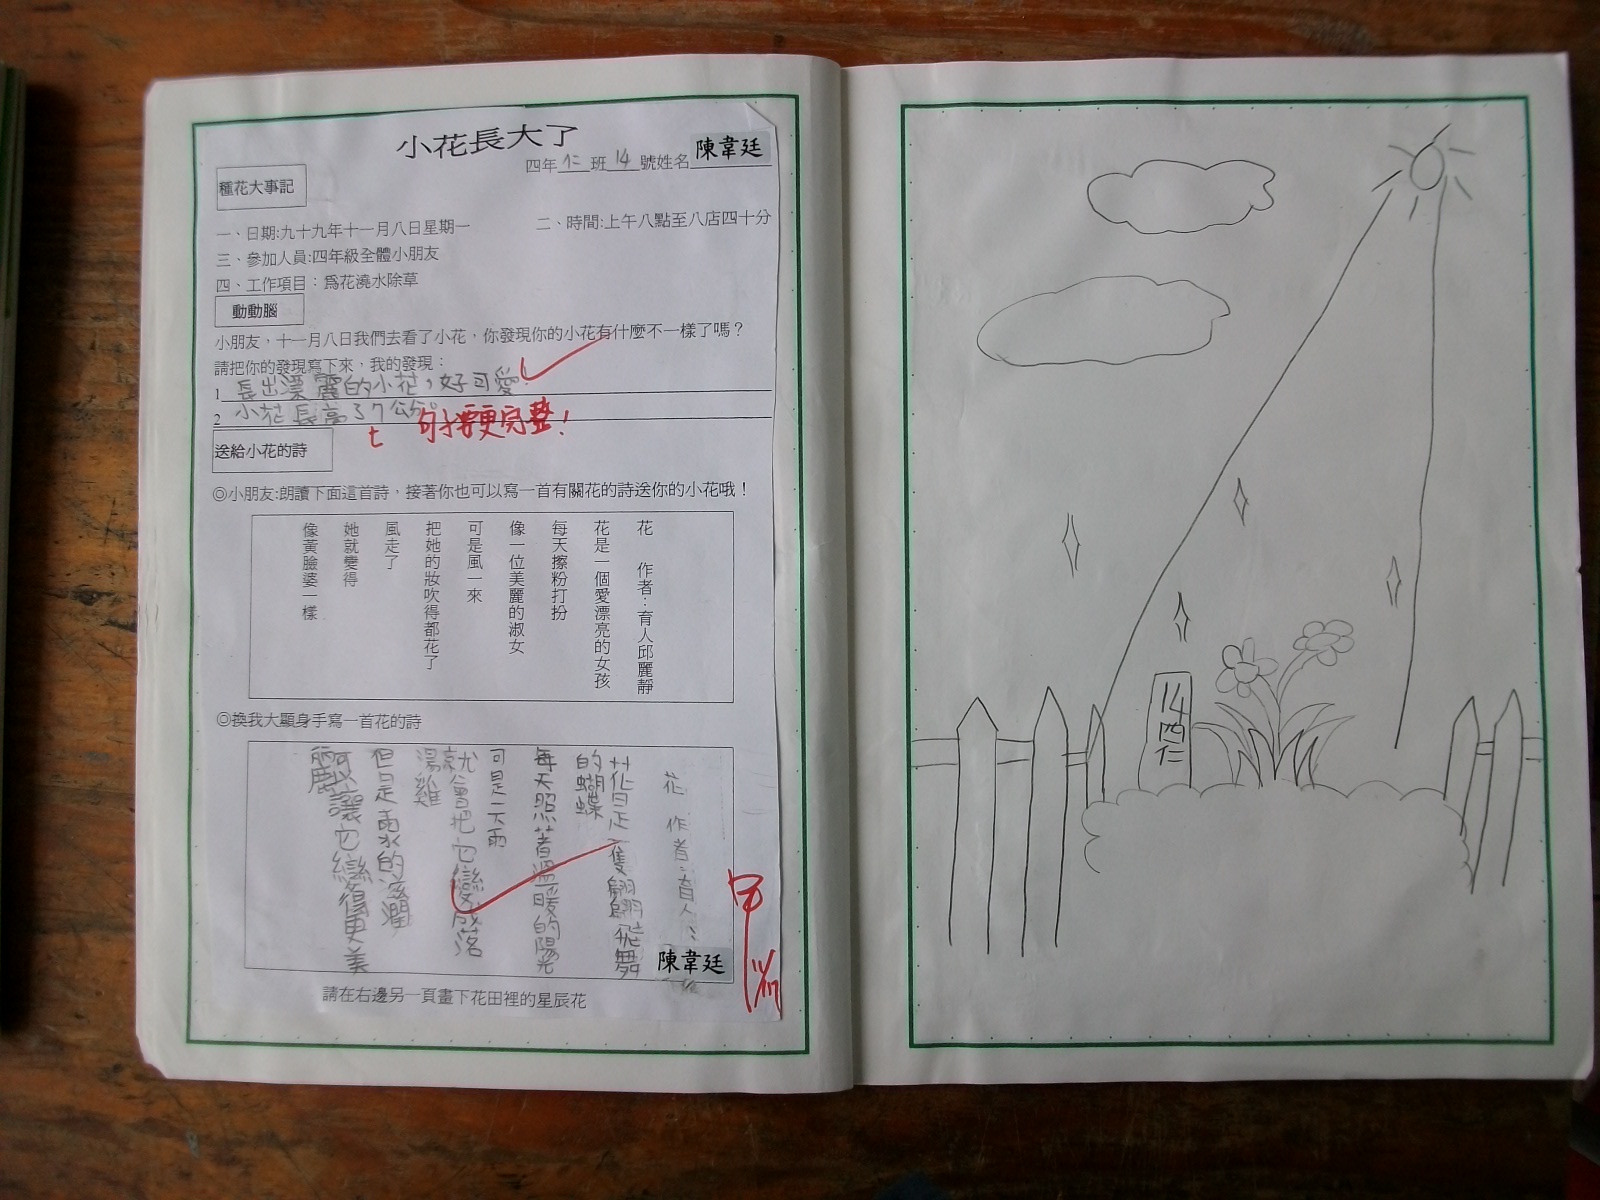 小花長大了
四年仁班14號姓名陳韋廷
種花大事記
一、日期:九十九年十一月八日星期一 二、時間:上午八點至八店四十分
三、參加人員:四年級全體小朋友
四、工作項目：為花澆水除草
動動腦
小朋友，十一月八日我們去看了小花，你發現你的小花有什麼不一樣了嗎？
請把你的發現寫下來，我的發現：
1 長出漂麗的小花，好可愛！
2 小花長高了7公分。
七 句子要更完整！
送給小花的詩
◎小朋友:朗讀下面這首詩，接著你也可以寫一首有關花的詩送你的小花哦！
花 作者：育人邱麗靜
花是一個愛漂亮的女孩
每天擦粉打扮
像一位美麗的淑女
可是風一來
把她的妝吹得都花了
風走了
她就變得
像黃臉婆一樣
◎換我大顯身手寫一首花的詩
花 作者：育人：
陳韋廷
花是一隻翩翩飛舞
的蝴蝶
每天照著溫暖的陽光
可是一下雨
就會把它變成落
湯雞
但是雨水的滋潤
可以讓它變得更美
麗
甲
11/17
請在右邊另一頁畫下花田裡的星辰花
14
四
仁